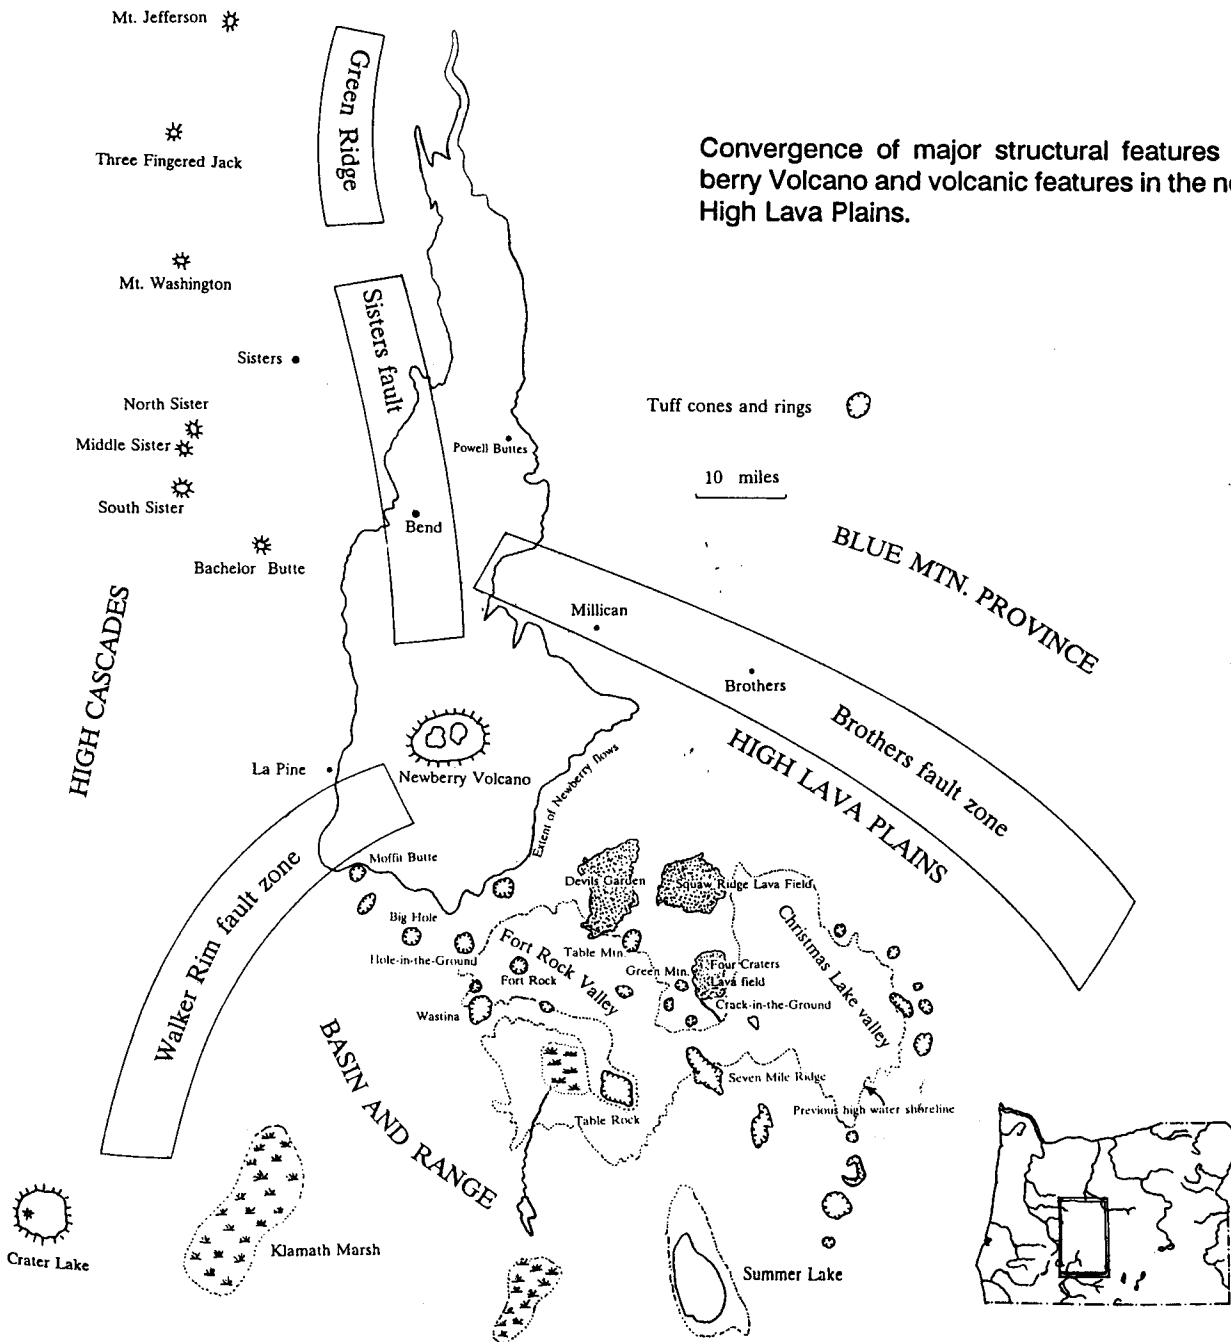 Mt. Jefferson
Green Ridge
Three Fingered Jack
Convergence of major structural features
berry Volcano and volcanic features in the
High Lava Plains.
Mt. Washington
Sisters fault
Sisters
North Sister
Tuff cones and rings
Middle Sister
Powell Buttes
10 miles
South Sister
Bend
Bachelor Butte
BLUE MTN. PROVINCE
HIGH CASCADES
Millican
Brothers
Brothers fault zone
HIGH LAVA PLAINS
La Pine
Newberry Volcano
Extent of Newberry flows
Walker Rim fault zone
Moffit Butte
Devils Garden
Squaw Ridge Lava Field
Big Hole
Christmas Lake valley
Fort Rock Valley
Table Mtn.
Hole-in-the-Ground
Green Mtn.
Four Craters
Lava field
Fort Rock
Crack-in-the-Ground
Wastina
BASIN AND RANGE
Seven Mile Ridge
Table Rock
Previous high water shoreline
Klamath Marsh
Crater Lake
Summer Lake